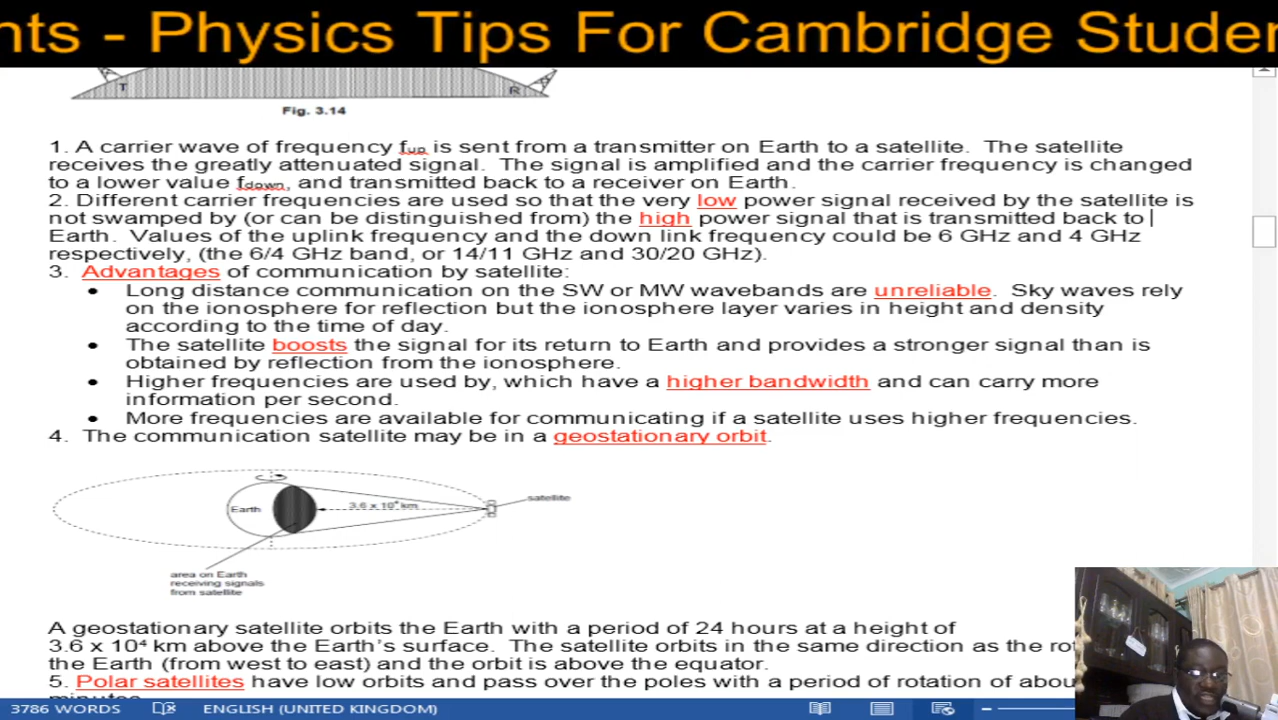 nts - Physics Tips For Cambridge Studen
T
R
Fig. 3.14
1. A carrier wave of frequency fup is sent from a transmitter on Earth to a satellite. The satellite
receives the greatly attenuated signal. The signal is amplified and the carrier frequency is changed
to a lower value fdown, and transmitted back to a receiver on Earth.
2. Different carrier frequencies are used so that the very low power signal received by the satellite is
not swamped by (or can be distinguished from) the high power signal that is transmitted back to
Earth. Values of the uplink frequency and the down link frequency could be 6 GHz and 4 GHz
respectively, (the 6/4 GHz band, or 14/11 GHz and 30/20 GHz).
3. Advantages of communication by satellite:
• Long distance communication on the SW or MW wavebands are unreliable. Sky waves rely
on the ionosphere for reflection but the ionosphere layer varies in height and density
according to the time of day.
• The satellite boosts the signal for its return to Earth and provides a stronger signal than is
obtained by reflection from the ionosphere.
• Higher frequencies are used by, which have a higher bandwidth and can carry more
information per second.
• More frequencies are available for communicating if a satellite uses higher frequencies.
4. The communication satellite may be in a geostationary orbit.
satellite
Earth
3.6 x 10⁴ km
area on Earth
receiving signals
from satellite
A geostationary satellite orbits the Earth with a period of 24 hours at a height of
3.6 x 10⁴ km above the Earth's surface. The satellite orbits in the same direction as the rot
the Earth (from west to east) and the orbit is above the equator.
5. Polar satellites have low orbits and pass over the poles with a period of rotation of abou
minutes
3786 WORDS
ENGLISH (UNITED KINGDOM)